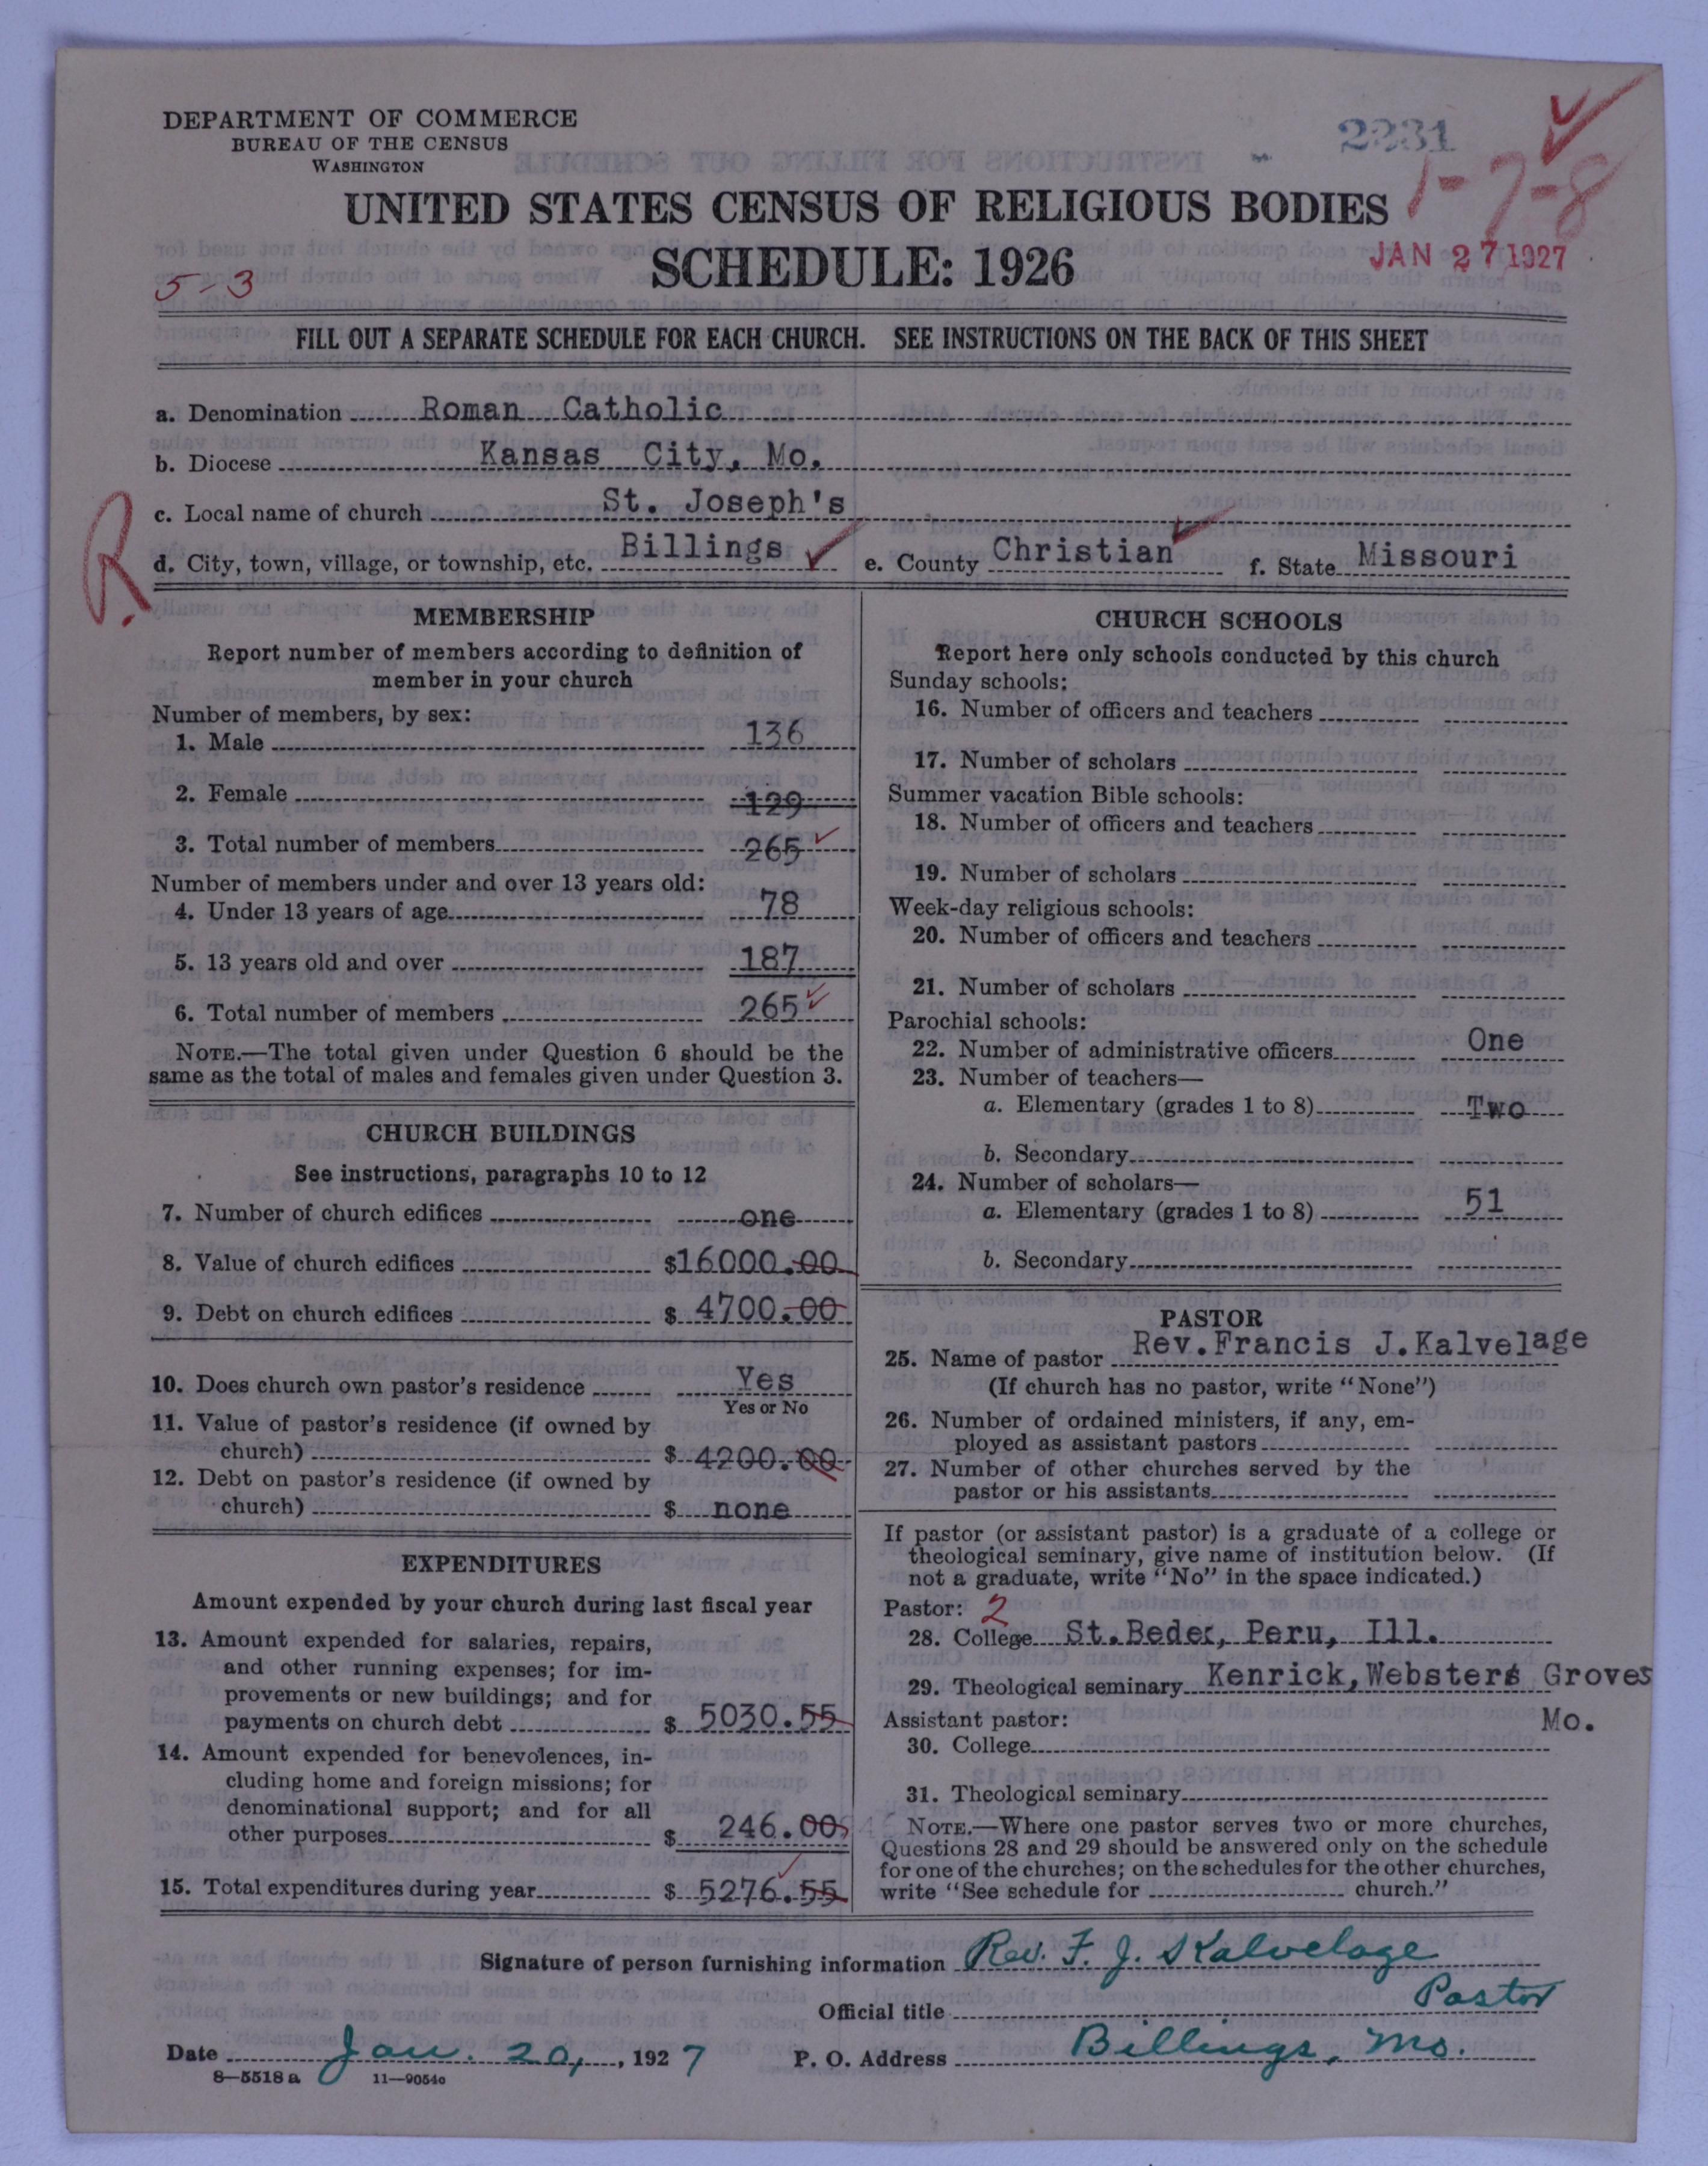 DEPARTMENT OF COMMERCE
BUREAU OF THE CENSUS
WASHINGTON
2231
1-7-8
UNITED STATES CENSUS OF RELIGIOUS BODIES
SCHEDULE: 1926
JAN 27 1927
5-3
FILL OUT A SEPARATE SCHEDULE FOR EACH CHURCH. SEE INSTRUCTIONS ON THE BACK OF THIS SHEET
a. Denomination Roman Catholic
b. Diocese Kansas City, Mo.
c. Local name of church St. Joseph's
R.
d. City, town, village, or township, etc. Billings e. County Christian f. State Missouri
MEMBERSHIP
Report number of members according to definition of
member in your church
Number of members, by sex:
1. Male 136
2. Female 129
3. Total number of members 265
Number of members under and over 13 years old:
4. Under 13 years of age 78
5. 13 years old and over 187
6. Total number of members 265
NOTE.—The total given under Question 6 should be the
same as the total of males and females given under Question 3.
CHURCH BUILDINGS
See instructions, paragraphs 10 to 12
7. Number of church edifices one
8. Value of church edifices $16000.00
9. Debt on church edifices $ 4700.00
10. Does church own pastor's residence Yes
Yes or No
11. Value of pastor's residence (if owned by
church) $ 4200.00
12. Debt on pastor's residence (if owned by
church) $ none
EXPENDITURES
Amount expended by your church during last fiscal year
13. Amount expended for salaries, repairs,
and other running expenses; for im-
provements or new buildings; and for
payments on church debt $ 5030.55
14. Amount expended for benevolences, in-
cluding home and foreign missions; for
denominational support; and for all
other purposes $ 246.00
15. Total expenditures during year $ 5276.55
CHURCH SCHOOLS
Report here only schools conducted by this church
Sunday schools:
16. Number of officers and teachers
17. Number of scholars
Summer vacation Bible schools:
18. Number of officers and teachers
19. Number of scholars
Week-day religious schools:
20. Number of officers and teachers
21. Number of scholars
Parochial schools:
22. Number of administrative officers One
23. Number of teachers—
a. Elementary (grades 1 to 8) Two
b. Secondary
24. Number of scholars—
a. Elementary (grades 1 to 8) 51
b. Secondary
PASTOR
25. Name of pastor Rev.Francis J.Kalvelage
(If church has no pastor, write "None")
26. Number of ordained ministers, if any, em-
ployed as assistant pastors
27. Number of other churches served by the
pastor or his assistants
If pastor (or assistant pastor) is a graduate of a college or
theological seminary, give name of institution below. (If
not a graduate, write "No" in the space indicated.)
Pastor: 2
28. College St.Bede, Peru, Ill.
29. Theological seminary Kenrick,Webster Groves
Mo.
Assistant pastor:
30. College
31. Theological seminary
NOTE.—Where one pastor serves two or more churches,
Questions 28 and 29 should be answered only on the schedule
for one of the churches; on the schedules for the other churches,
write "See schedule for church."
Signature of person furnishing information Rev. F. J. Kalvelage
Official title Pastor
Date Jan. 20, 1927 P. O. Address Billings, Mo.
8—5518a 11—9054o